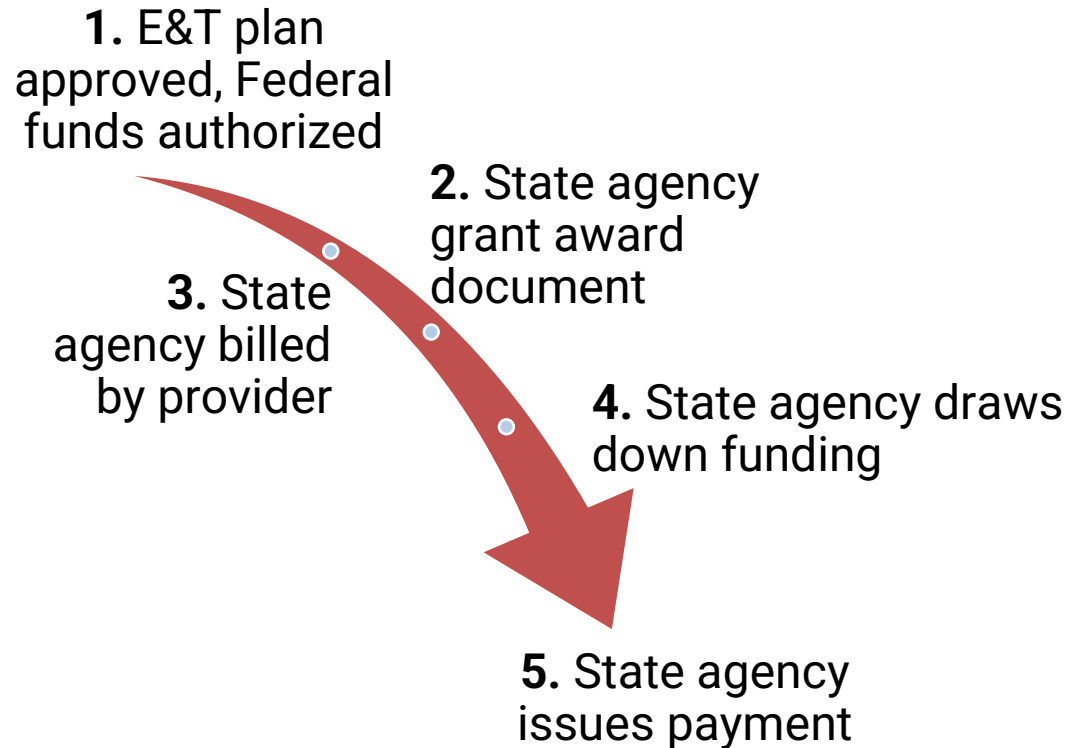 1. E&T plan
approved, Federal
funds authorized
2. State agency
grant award
document
3. State
agency billed
by provider
4. State agency draws
down funding
5. State agency
issues payment